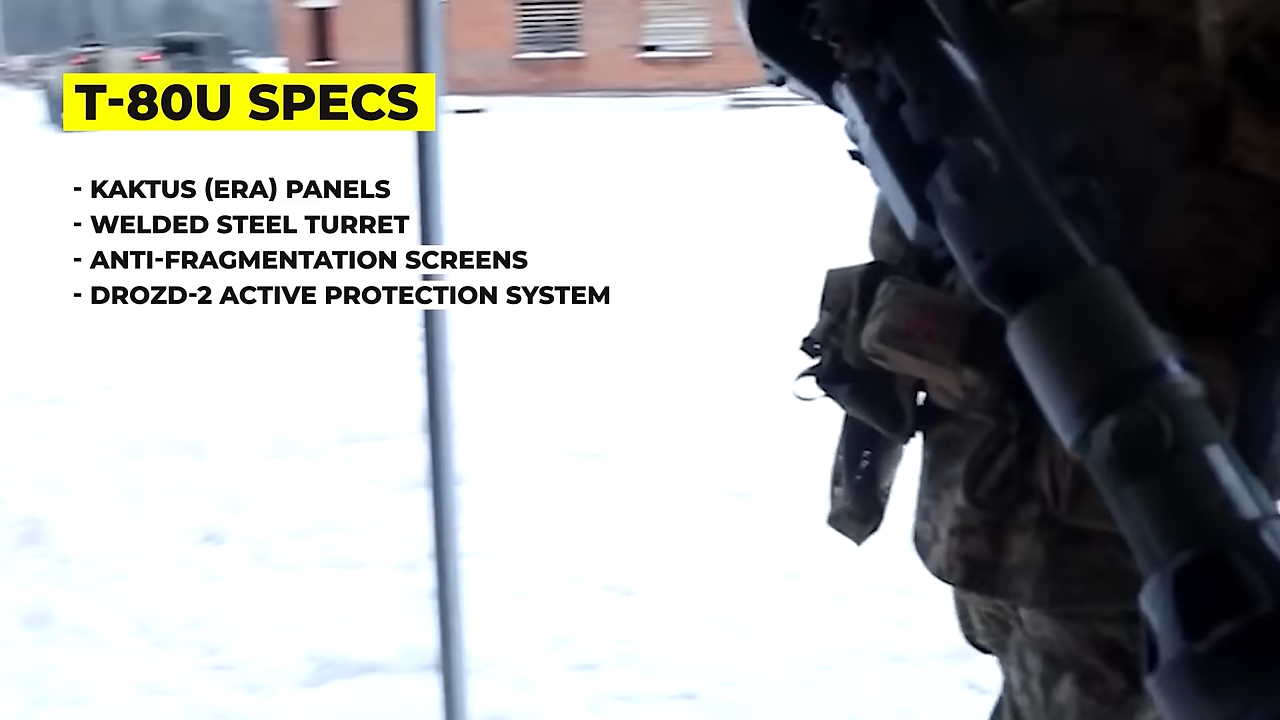 T-80U SPECS
- KAKTUS (ERA) PANELS
- WELDED STEEL TURRET
- ANTI-FRAGMENTATION SCREENS
- DROZD-2 ACTIVE PROTECTION SYSTEM